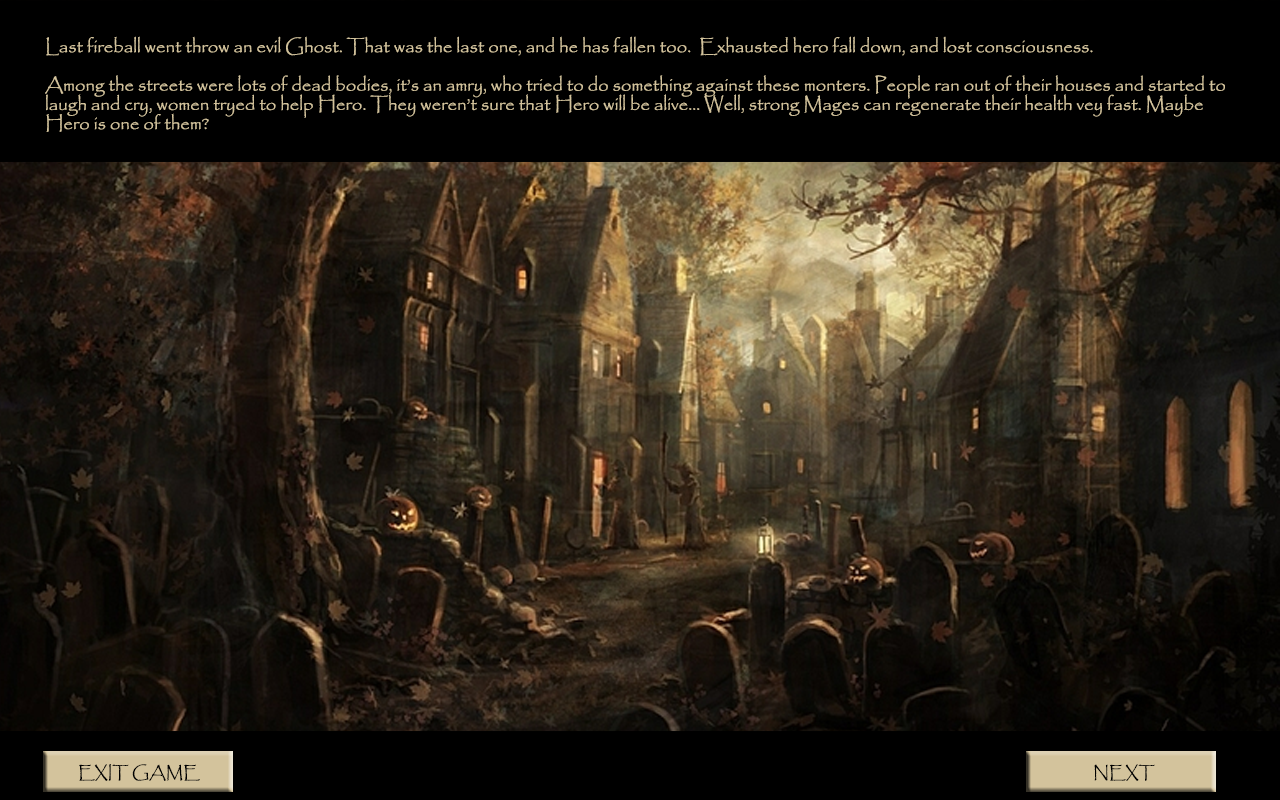 Last fireball went throw an evil Ghost. That was the last one, and he has fallen too.  Exhausted hero fall down, and lost consciousness.
Among the streets were lots of dead bodies, it's an amry, who tried to do something against these monters. People ran out of their houses and started to
laugh and cry, women tryed to help Hero. They weren't sure that Hero will be alive... Well, strong Mages can regenerate their health vey fast. Maybe
Hero is one of them?
EXIT GAME
NEXT